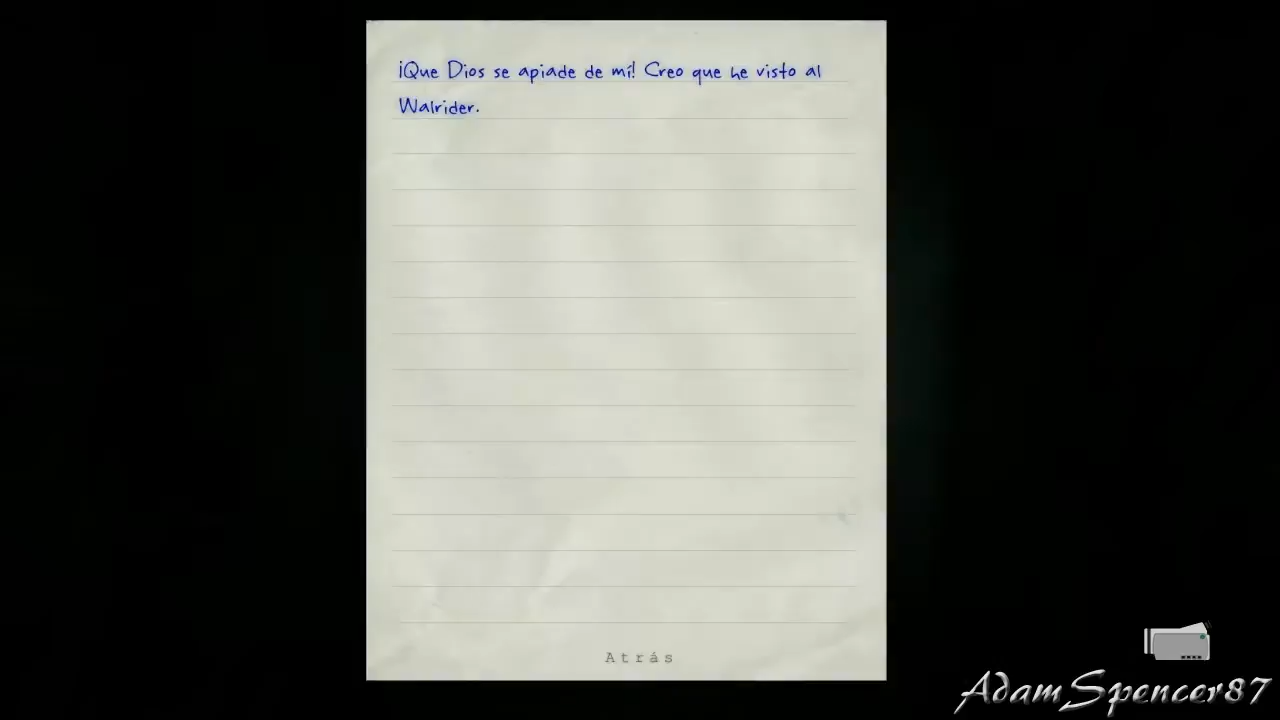 ¡Que Dios se apiade de mí! Creo que he visto al
Walrider.
Atrás
AdamSpencer87